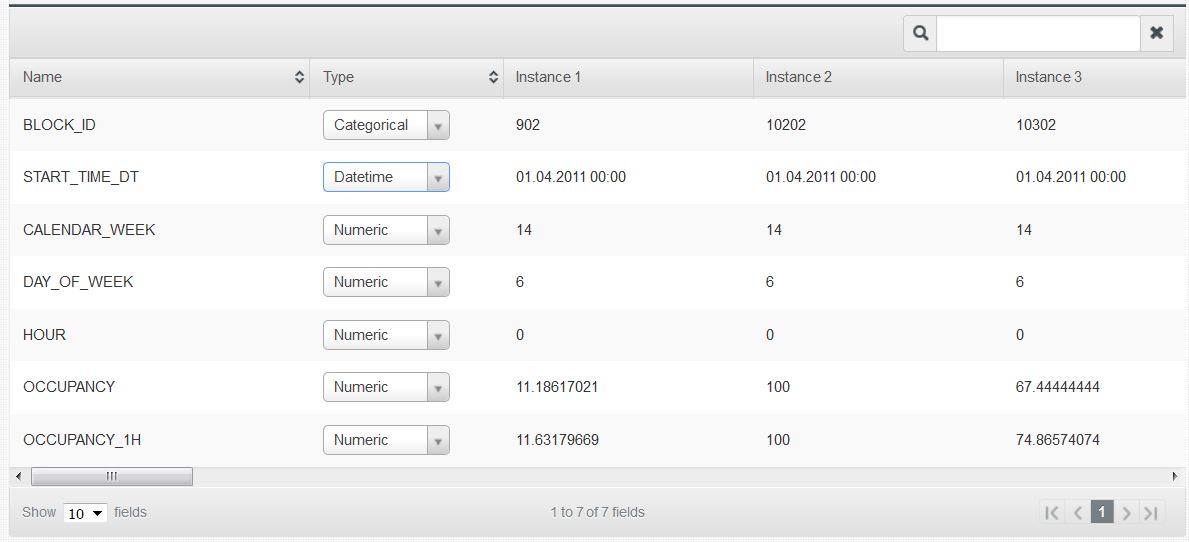 Name Type Instance 1 Instance 2 Instance 3
BLOCK_ID Categorical 902 10202 10302
START_TIME_DT Datetime 01.04.2011 00:00 01.04.2011 00:00 01.04.2011 00:00
CALENDAR_WEEK Numeric 14 14 14
DAY_OF_WEEK Numeric 6 6 6
HOUR Numeric 0 0 0
OCCUPANCY Numeric 11.18617021 100 67.44444444
OCCUPANCY_1H Numeric 11.63179669 100 74.86574074
Show 10 fields 1 to 7 of 7 fields 1